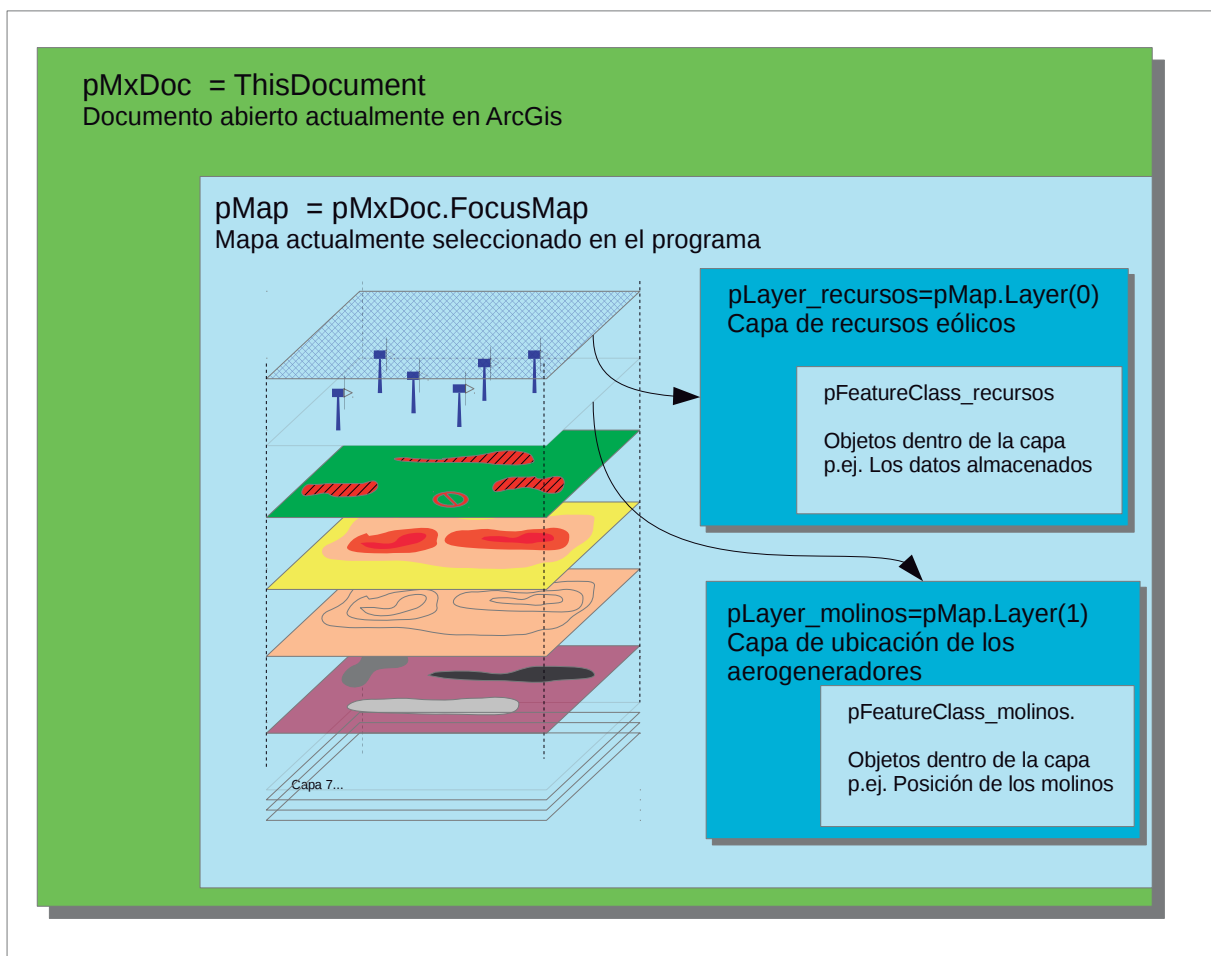 pMxDoc = ThisDocument
Documento abierto actualmente en ArcGis
pMap = pMxDoc.FocusMap
Mapa actualmente seleccionado en el programa
pLayer_recursos=pMap.Layer(0)
Capa de recursos eólicos
pFeatureClass_recursos
Objetos dentro de la capa
p.ej. Los datos almacenados
pLayer_molinos=pMap.Layer(1)
Capa de ubicación de los
aerogeneradores
pFeatureClass_molinos.
Objetos dentro de la capa
p.ej. Posición de los molinos
Capa 7...